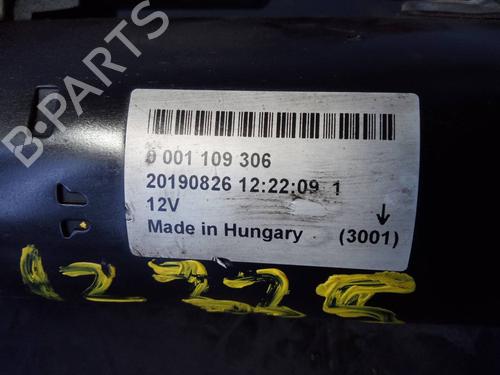 B-PARTS
0 001 109 306
20190826 12:22:09 1
12V
Made in Hungary (3001)